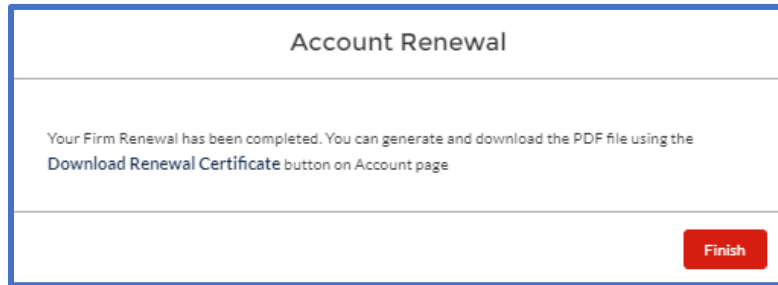 Account Renewal
Your Firm Renewal has been completed. You can generate and download the PDF file using the
Download Renewal Certificate button on Account page
Finish